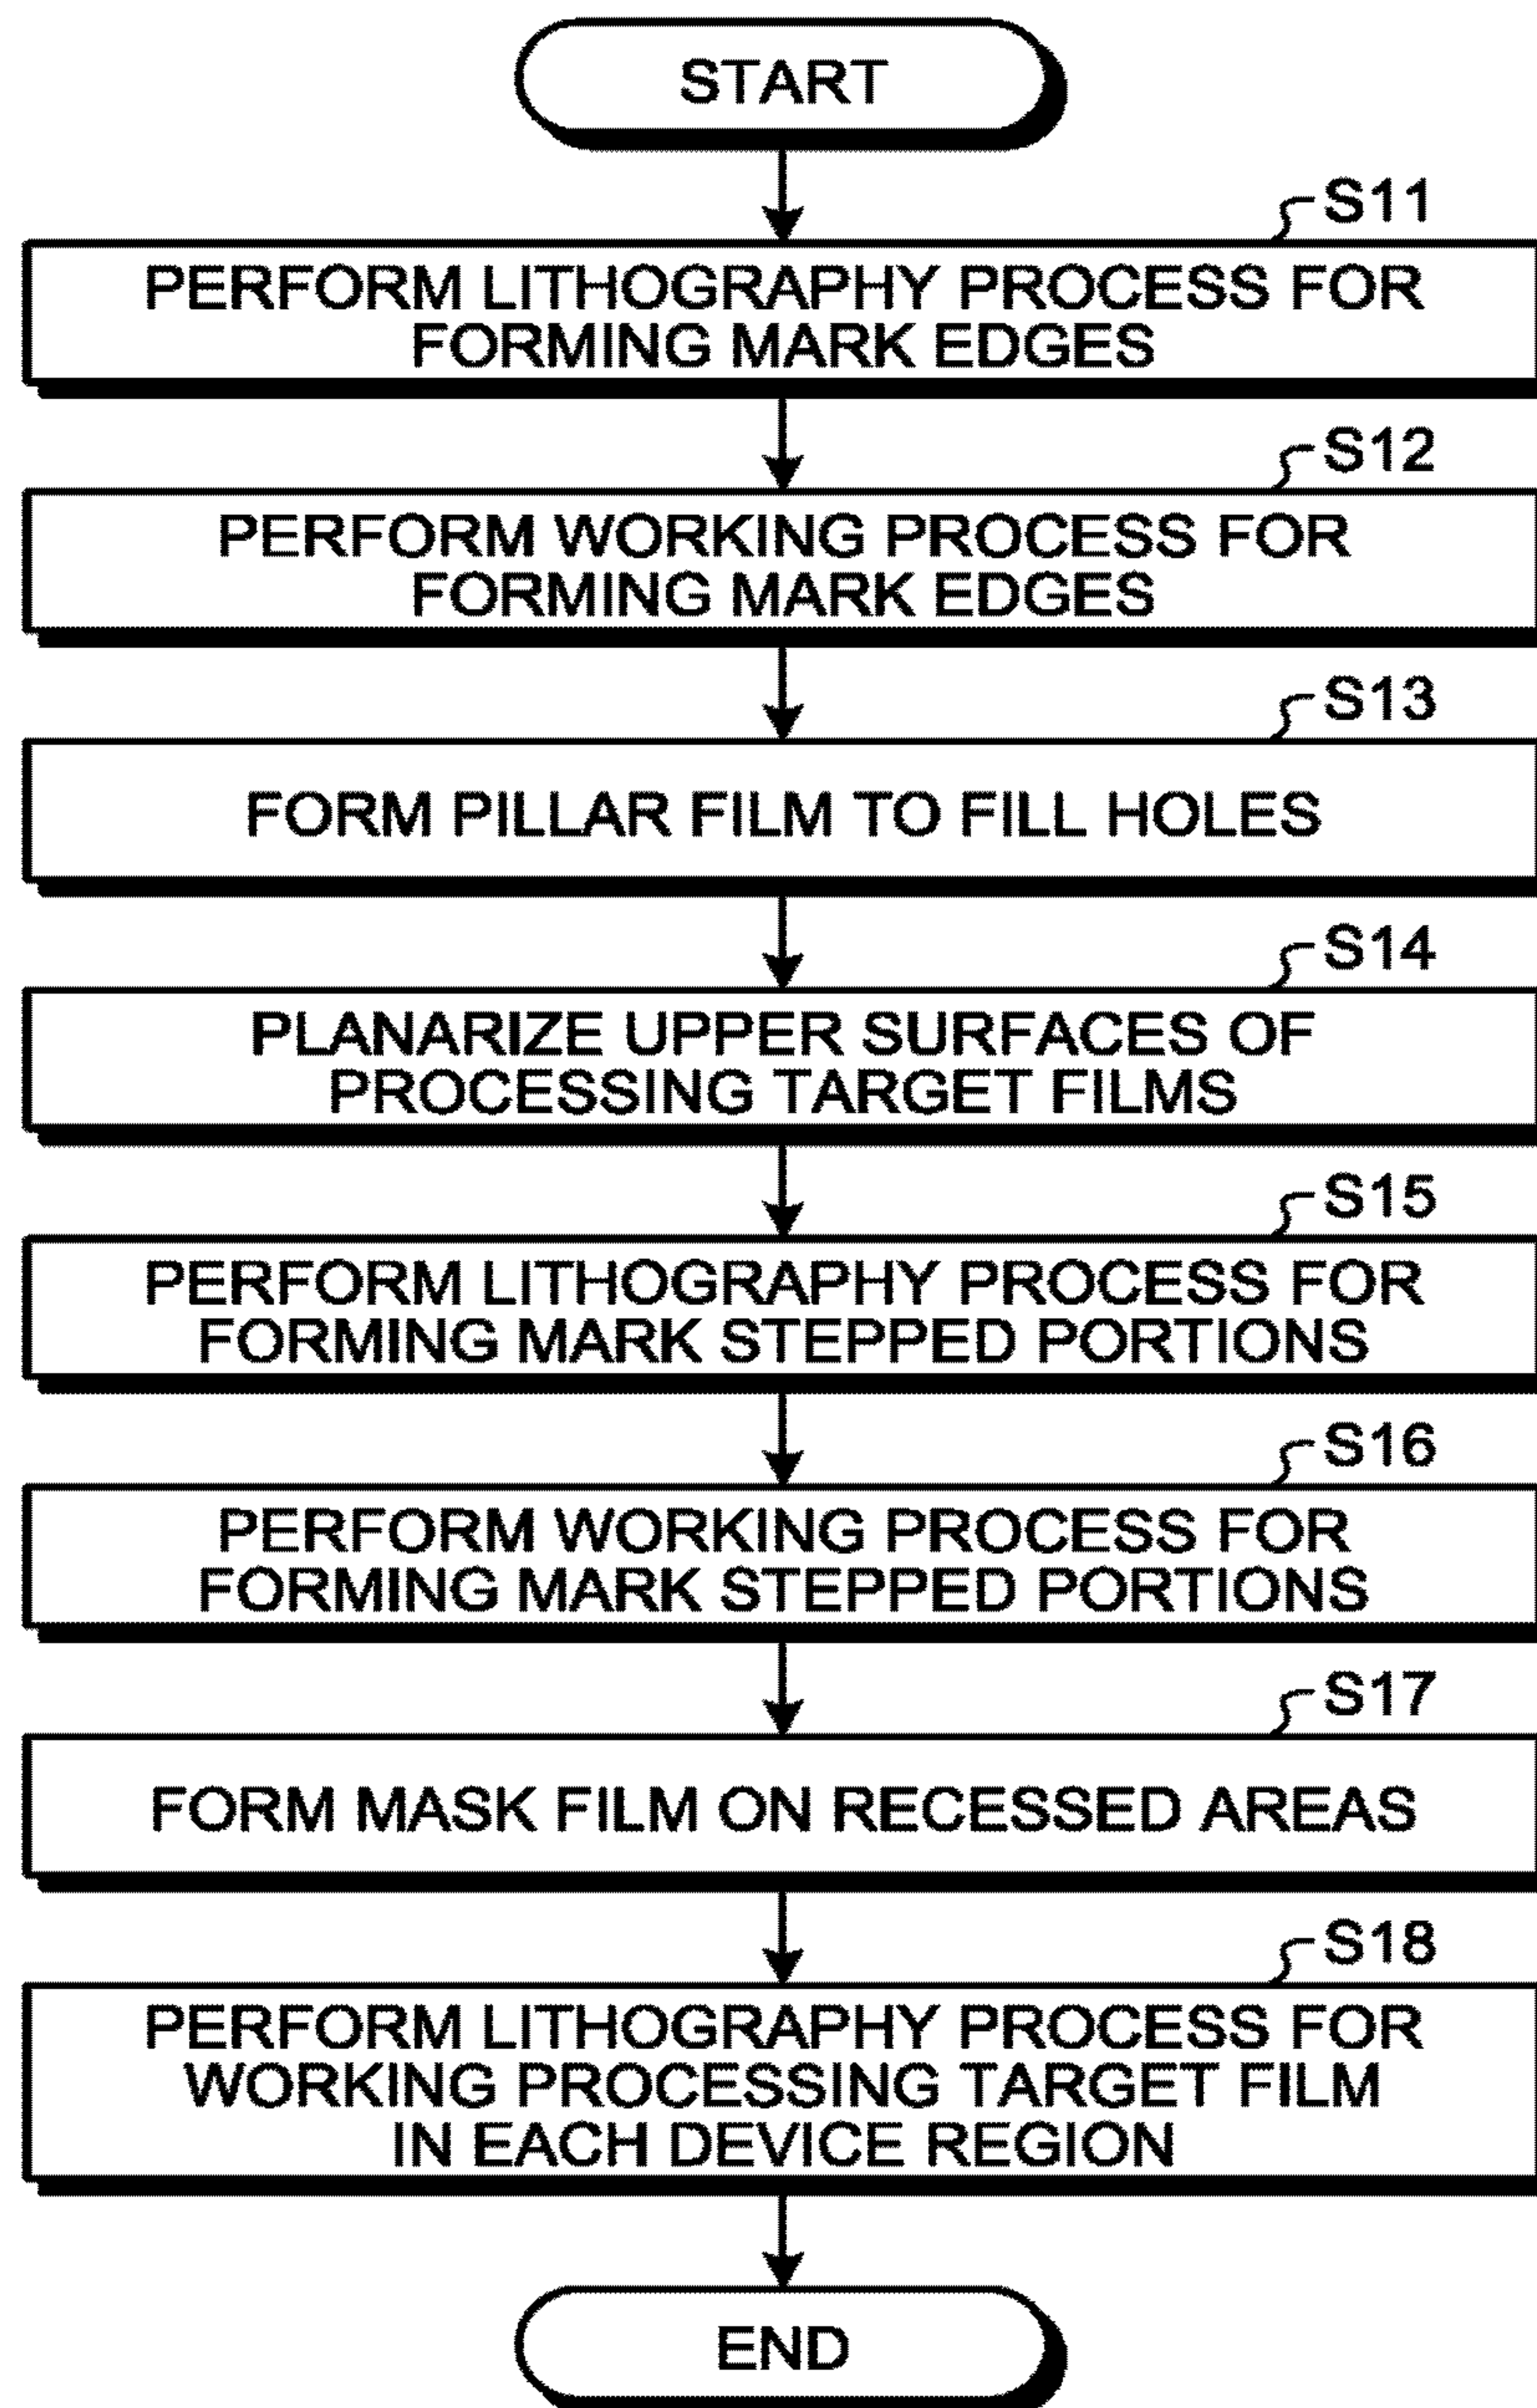 START
S11
PERFORM LITHOGRAPHY PROCESS FOR
FORMING MARK EDGES
S12
PERFORM WORKING PROCESS FOR
FORMING MARK EDGES
S13
FORM PILLAR FILM TO FILL HOLES
S14
PLANARIZE UPPER SURFACES OF
PROCESSING TARGET FILMS
S15
PERFORM LITHOGRAPHY PROCESS FOR
FORMING MARK STEPPED PORTIONS
S16
PERFORM WORKING PROCESS FOR
FORMING MARK STEPPED PORTIONS
S17
FORM MASK FILM ON RECESSED AREAS
S18
PERFORM LITHOGRAPHY PROCESS FOR
WORKING PROCESSING TARGET FILM
IN EACH DEVICE REGION
END